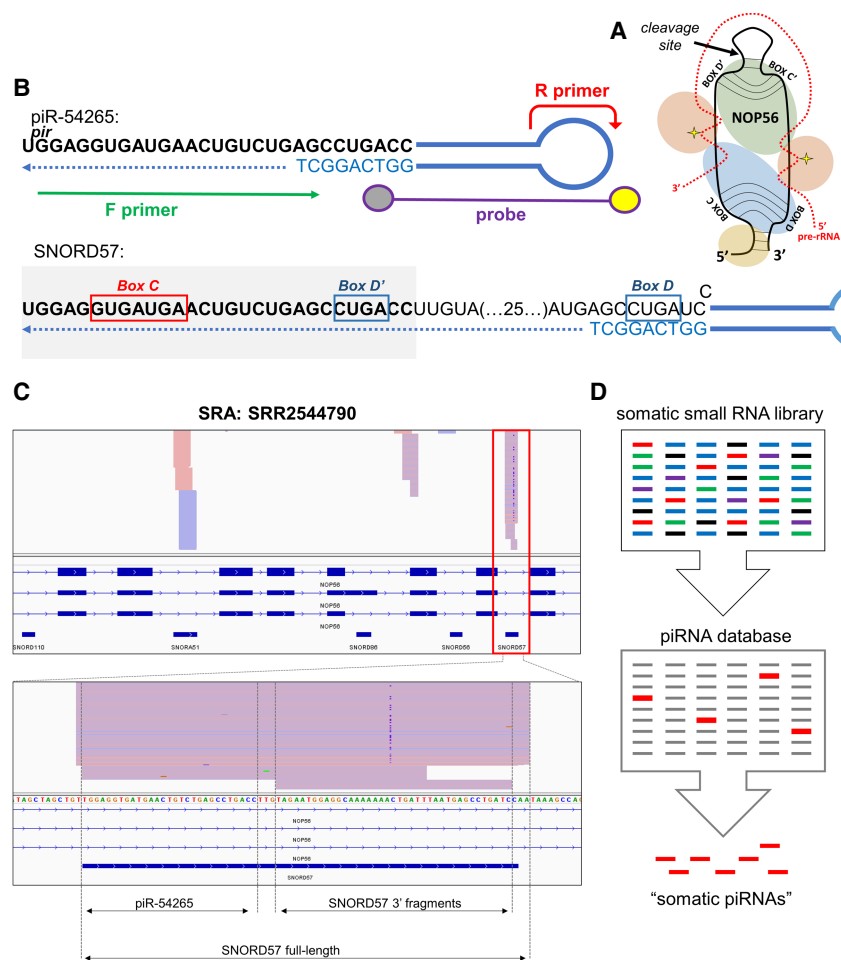 A
cleavage
site
BOX D'
BOX C'
NOP56
3'
BOX C
BOX D
5'
pre-rRNA
5'
3'
B
piR-54265:
pir
UGGAGGUGAUGAACUGUCUGAGCCUGACC
TCGGACTGG
R primer
F primer
probe
SNORD57:
Box C
Box D'
Box D
UGGAGGUGAUGAACUGUCUGAGCCUGACCUUGUA(...25...)AUGAGCCUGAUC
C
TCGGACTGG
C
SRA: SRR2544790
NOP56
NOP56
NOP56
SNORD110
SNORA51
SNORD86
SNORD56
SNORD57
TAGCTAGCTGTTGGAGGTGATGAACTGTCTGAGCCTGACCTTGTAGAATGGAGGCAAAAAAACTGATTTAATGAGCCTGATCCAATAAAGCCAG
NOP56
NOP56
NOP56
SNORD57
piR-54265
SNORD57 3' fragments
SNORD57 full-length
D
somatic small RNA library
piRNA database
"somatic piRNAs"